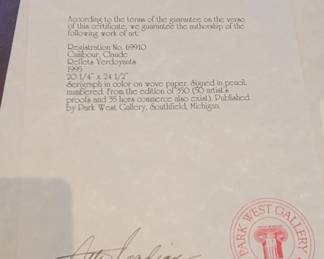 According to the terms of the guarantee on the verso
of this certificate, we guarantee the authorship of the
following work of art:
Registration No. 69910
Callibour, Claude
Reflets Verdoyants
1995
20 1/4" x 24 1/2"
Serigraph in color on wove paper. Signed in pencil,
numbered. From the edition of 550 (50 artist's
proofs and 35 hors commerce also exist). Published
by Park West Gallery, Southfield, Michigan.
PARK WEST GALLERY